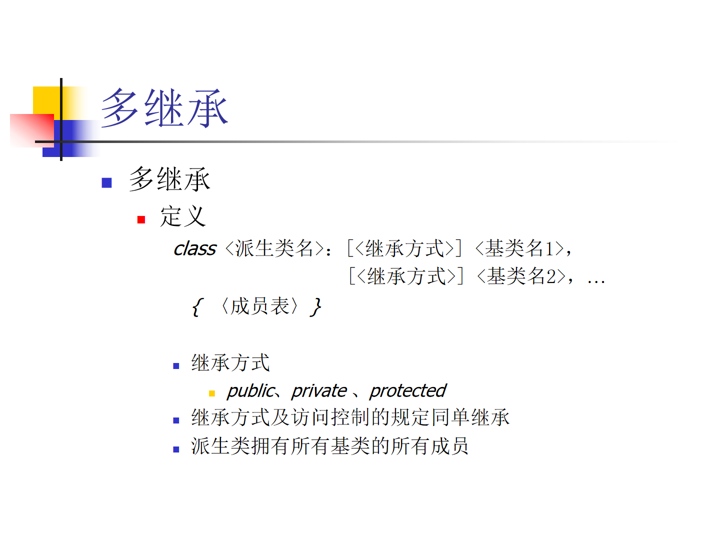 多继承
多继承
定义
class <派生类名>：[<继承方式>] <基类名1>，
[<继承方式>] <基类名2>，…
{ 〈成员表〉}
继承方式
public、private 、protected
继承方式及访问控制的规定同单继承
派生类拥有所有基类的所有成员